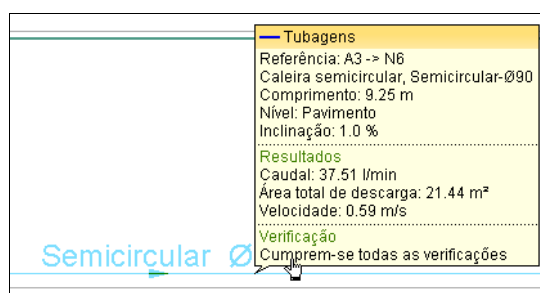 Tubagens
Referência: A3 -> N6
Caleira semicircular, Semicircular-Ø90
Comprimento: 9.25 m
Nível: Pavimento
Inclinação: 1.0 %
Resultados
Caudal: 37.51 l/min
Área total de descarga: 21.44 m²
Velocidade: 0.59 m/s
Verificação
Cumprem-se todas as verificações
Semicircular Ø